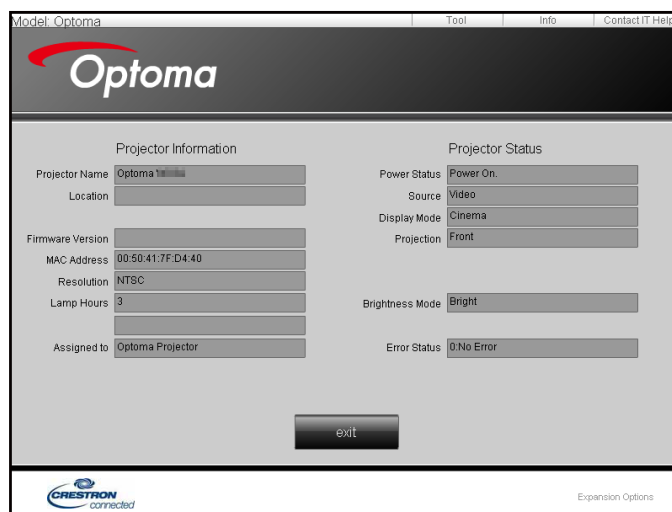 Model: Optoma
Tool
Info
Contact IT Help
Optoma
Projector Information
Projector Name Optoma
Location
Firmware Version
MAC Address 00:50:41:7F:D4:40
Resolution NTSC
Lamp Hours 3
Assigned to Optoma Projector
Projector Status
Power Status Power On.
Source Video
Display Mode Cinema
Projection Front
Brightness Mode Bright
Error Status 0:No Error
exit
CRESTRON
connected
Expansion Options